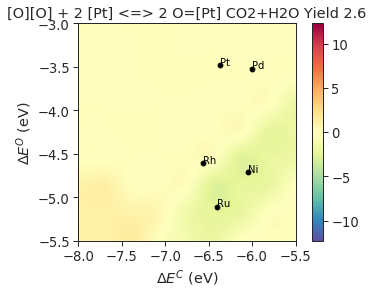 [O][O] + 2 [Pt] <=> 2 O=[Pt] CO2+H2O Yield 2.6
−3.0
−3.5
−4.0
−4.5
−5.0
−5.5
ΔE^O (eV)
Pt
Pd
Rh
Ni
Ru
−8.0 −7.5 −7.0 −6.5 −6.0 −5.5
ΔE^C (eV)
10
5
0
−5
−10